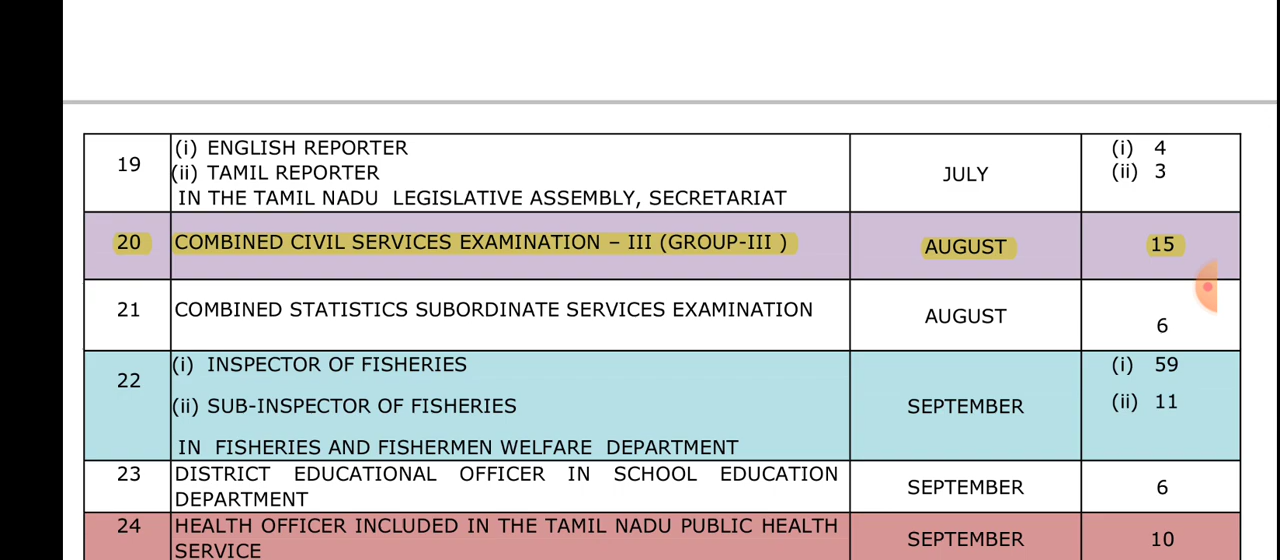 19
(i) ENGLISH REPORTER
(ii) TAMIL REPORTER
IN THE TAMIL NADU LEGISLATIVE ASSEMBLY, SECRETARIAT
JULY
(i) 4
(ii) 3
20
COMBINED CIVIL SERVICES EXAMINATION – III (GROUP-III )
AUGUST
15
21
COMBINED STATISTICS SUBORDINATE SERVICES EXAMINATION
AUGUST
6
22
(i) INSPECTOR OF FISHERIES
(ii) SUB-INSPECTOR OF FISHERIES
IN FISHERIES AND FISHERMEN WELFARE DEPARTMENT
SEPTEMBER
(i) 59
(ii) 11
23
DISTRICT EDUCATIONAL OFFICER IN SCHOOL EDUCATION
DEPARTMENT
SEPTEMBER
6
24
HEALTH OFFICER INCLUDED IN THE TAMIL NADU PUBLIC HEALTH
SERVICE
SEPTEMBER
10